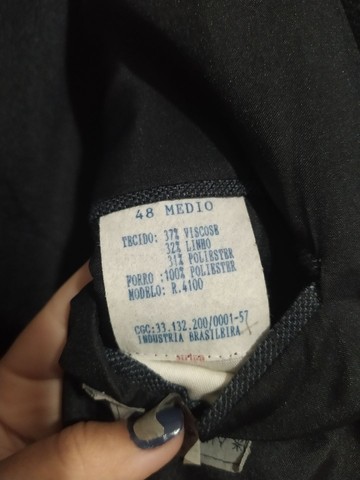 48 MEDIO
TECIDO: 37% VISCOSE
32% LINHO
31% POLIESTER
FORRO :100% POLIESTER
MODELO: R.4100
CGC:33.132.200/0001-57
INDUSTRIA BRASILEIRA